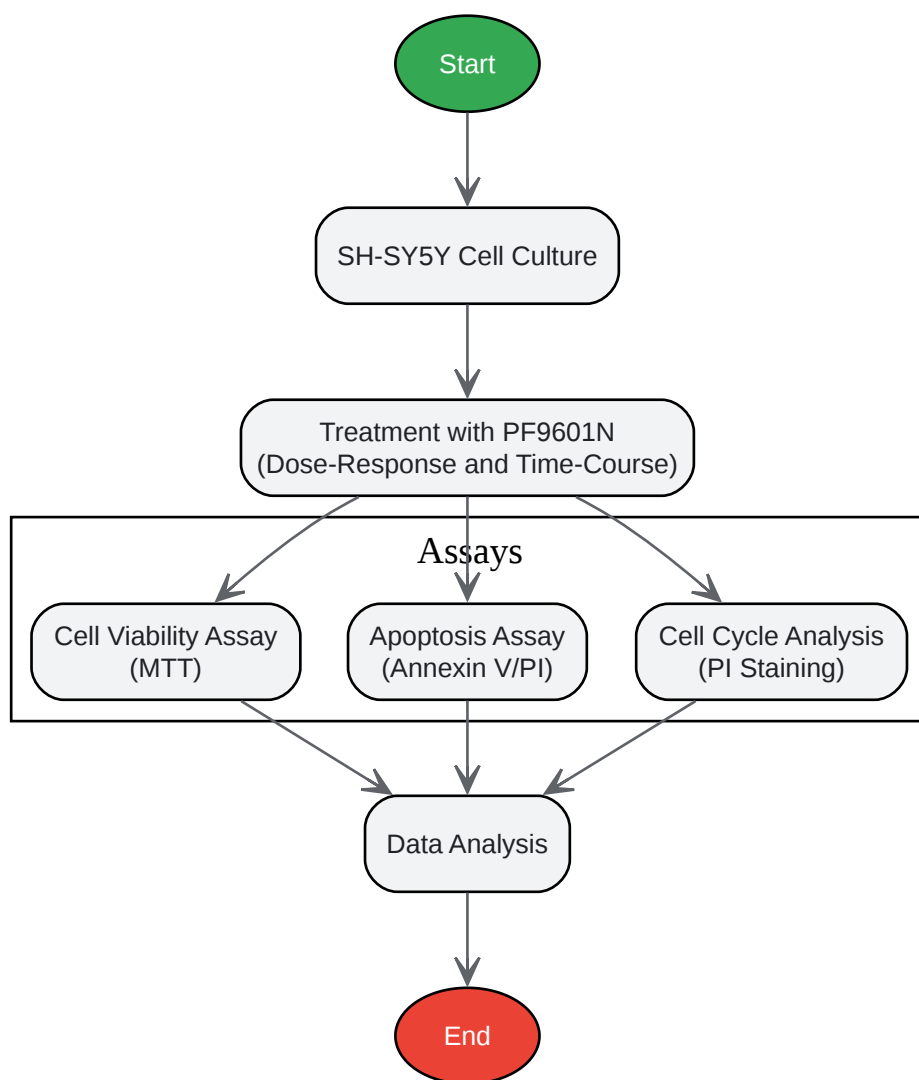 Start
SH-SY5Y Cell Culture
Treatment with PF9601N
(Dose-Response and Time-Course)
Assays
Cell Viability Assay
(MTT)
Apoptosis Assay
(Annexin V/PI)
Cell Cycle Analysis
(PI Staining)
Data Analysis
End